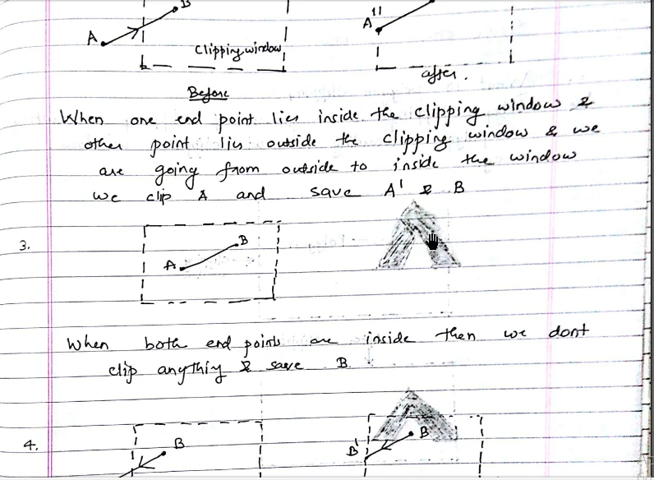 A
B
Clipping window
A"
after.
Before
When one end point lies inside the clipping window &
other point lies outside the clipping window & we
are going from outside to inside the window
we clip A and save A' & B
3.
A
B
When both end points are inside then we dont
clip anythig & save B.
4.
B
B'
B